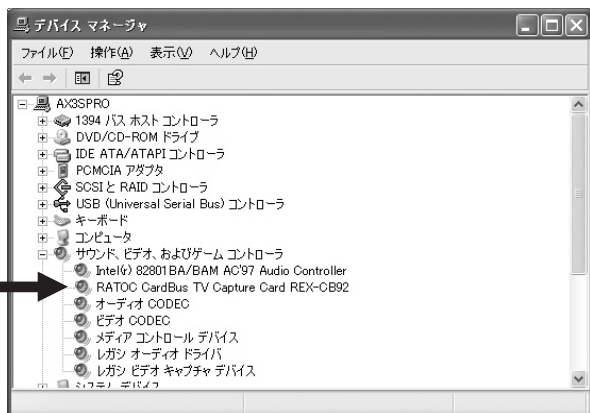 デバイス マネージャ
ファイル(F) 操作(A) 表示(V) ヘルプ(H)
AX3SPRO
1394 バス ホスト コントローラ
DVD/CD-ROM ドライブ
IDE ATA/ATAPI コントローラ
PCMCIA アダプタ
SCSI と RAID コントローラ
USB (Universal Serial Bus) コントローラ
キーボード
コンピュータ
サウンド、ビデオ、およびゲーム コントローラ
Intel(r) 82801BA/BAM AC'97 Audio Controller
RATOC CardBus TV Capture Card REX-CB92
オーディオ CODEC
ビデオ CODEC
メディア コントロール デバイス
レガシ オーディオ ドライバ
レガシ ビデオ キャプチャ デバイス
システム デバイス